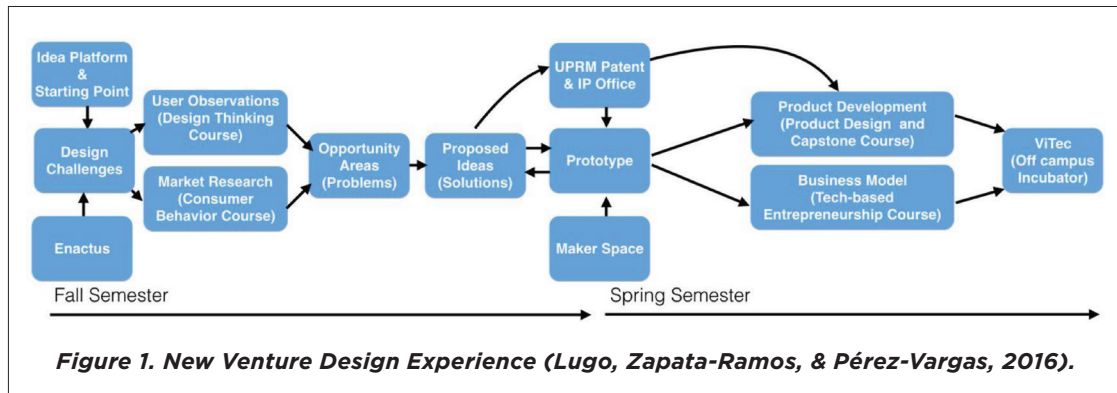 Idea Platform
&
Starting Point
Design
Challenges
Enactus
User Observations
(Design Thinking
Course)
Market Research
(Consumer
Behavior Course)
Opportunity
Areas
(Problems)
Proposed
Ideas
(Solutions)
UPRM Patent
& IP Office
Prototype
Maker Space
Product Development
(Product Design and
Capstone Course)
Business Model
(Tech-based
Entrepreneurship Course)
ViTec
(Off campus
Incubator)
Fall Semester
Spring Semester
Figure 1. New Venture Design Experience (Lugo, Zapata-Ramos, & Pérez-Vargas, 2016).